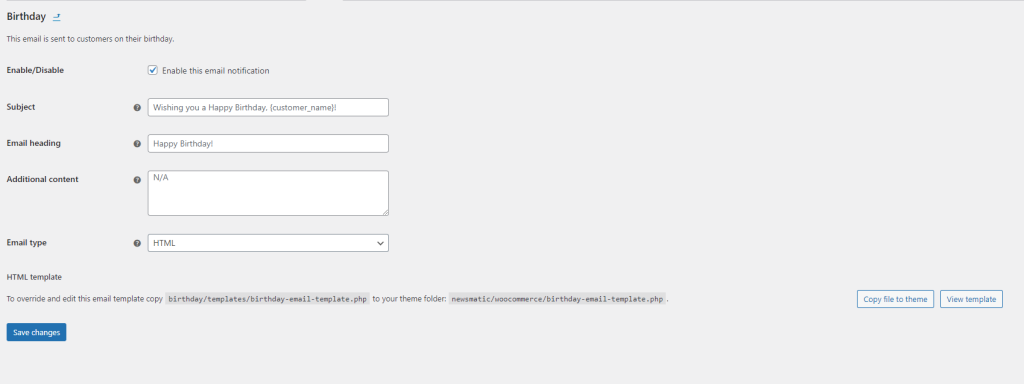 Birthday
This email is sent to customers on their birthday.
Enable/Disable Enable this email notification
Subject Wishing you a Happy Birthday, {customer_name}!
Email heading Happy Birthday!
Additional content N/A
Email type HTML
HTML template
To override and edit this email template copy birthday/templates/birthday-email-template.php to your theme folder: newsmatic/woocommerce/birthday-email-template.php . Copy file to theme View template
Save changes